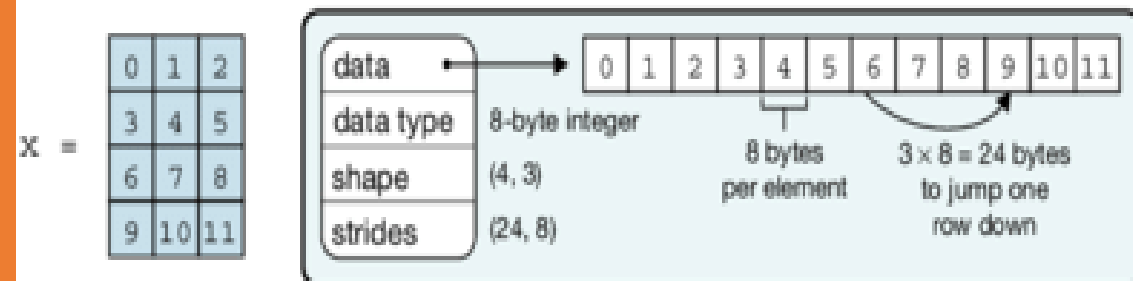 x =
0 1 2
3 4 5
6 7 8
9 10 11
data
data type
shape
strides
8-byte integer
(4, 3)
(24, 8)
0 1 2 3 4 5 6 7 8 9 10 11
8 bytes
per element
3 × 8 = 24 bytes
to jump one
row down